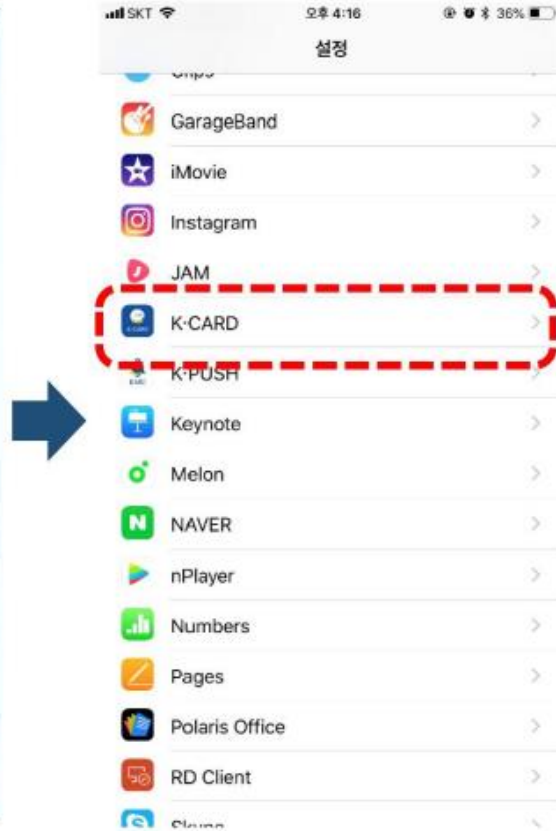 SKT 오후 4:16 36%
설정
GarageBand
iMovie
Instagram
JAM
K·CARD
K·PUSH
Keynote
Melon
N NAVER
nPlayer
Numbers
Pages
Polaris Office
RD Client